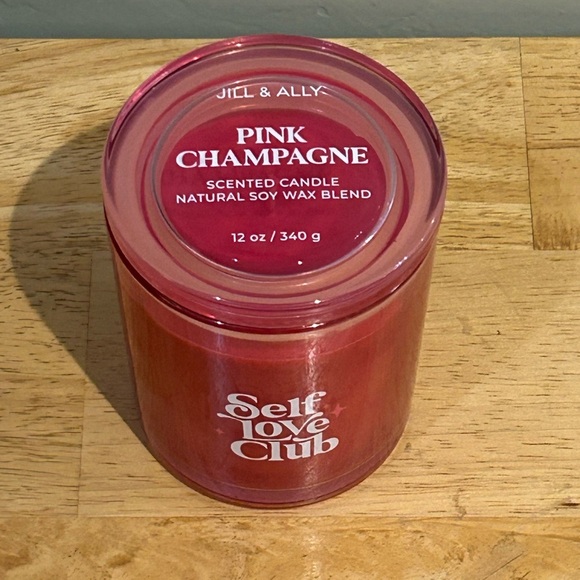 JILL & ALLY
PINK
CHAMPAGNE
SCENTED CANDLE
NATURAL SOY WAX BLEND
12 oz / 340 g
Self
Love
Club